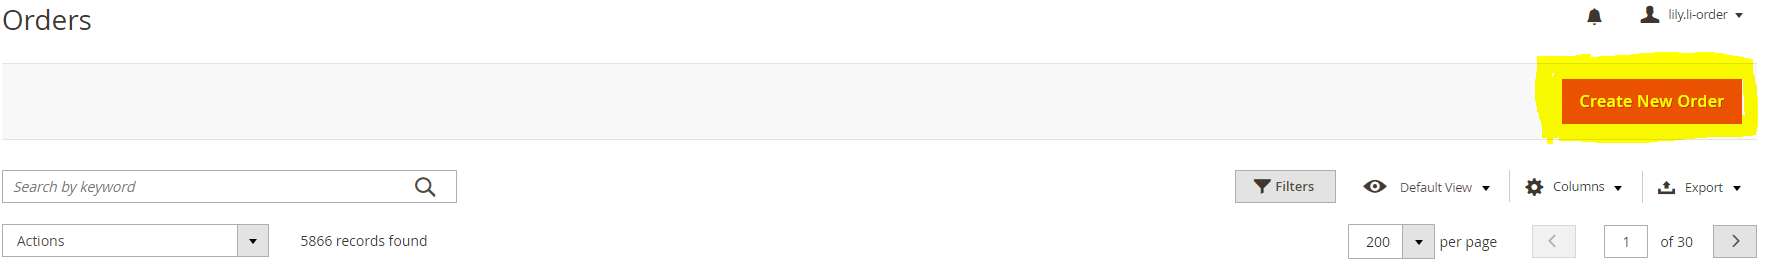 Orders
lily.li-order
Create New Order
Search by keyword
Filters
Default View
Columns
Export
Actions
5866 records found
200
per page
1
of 30